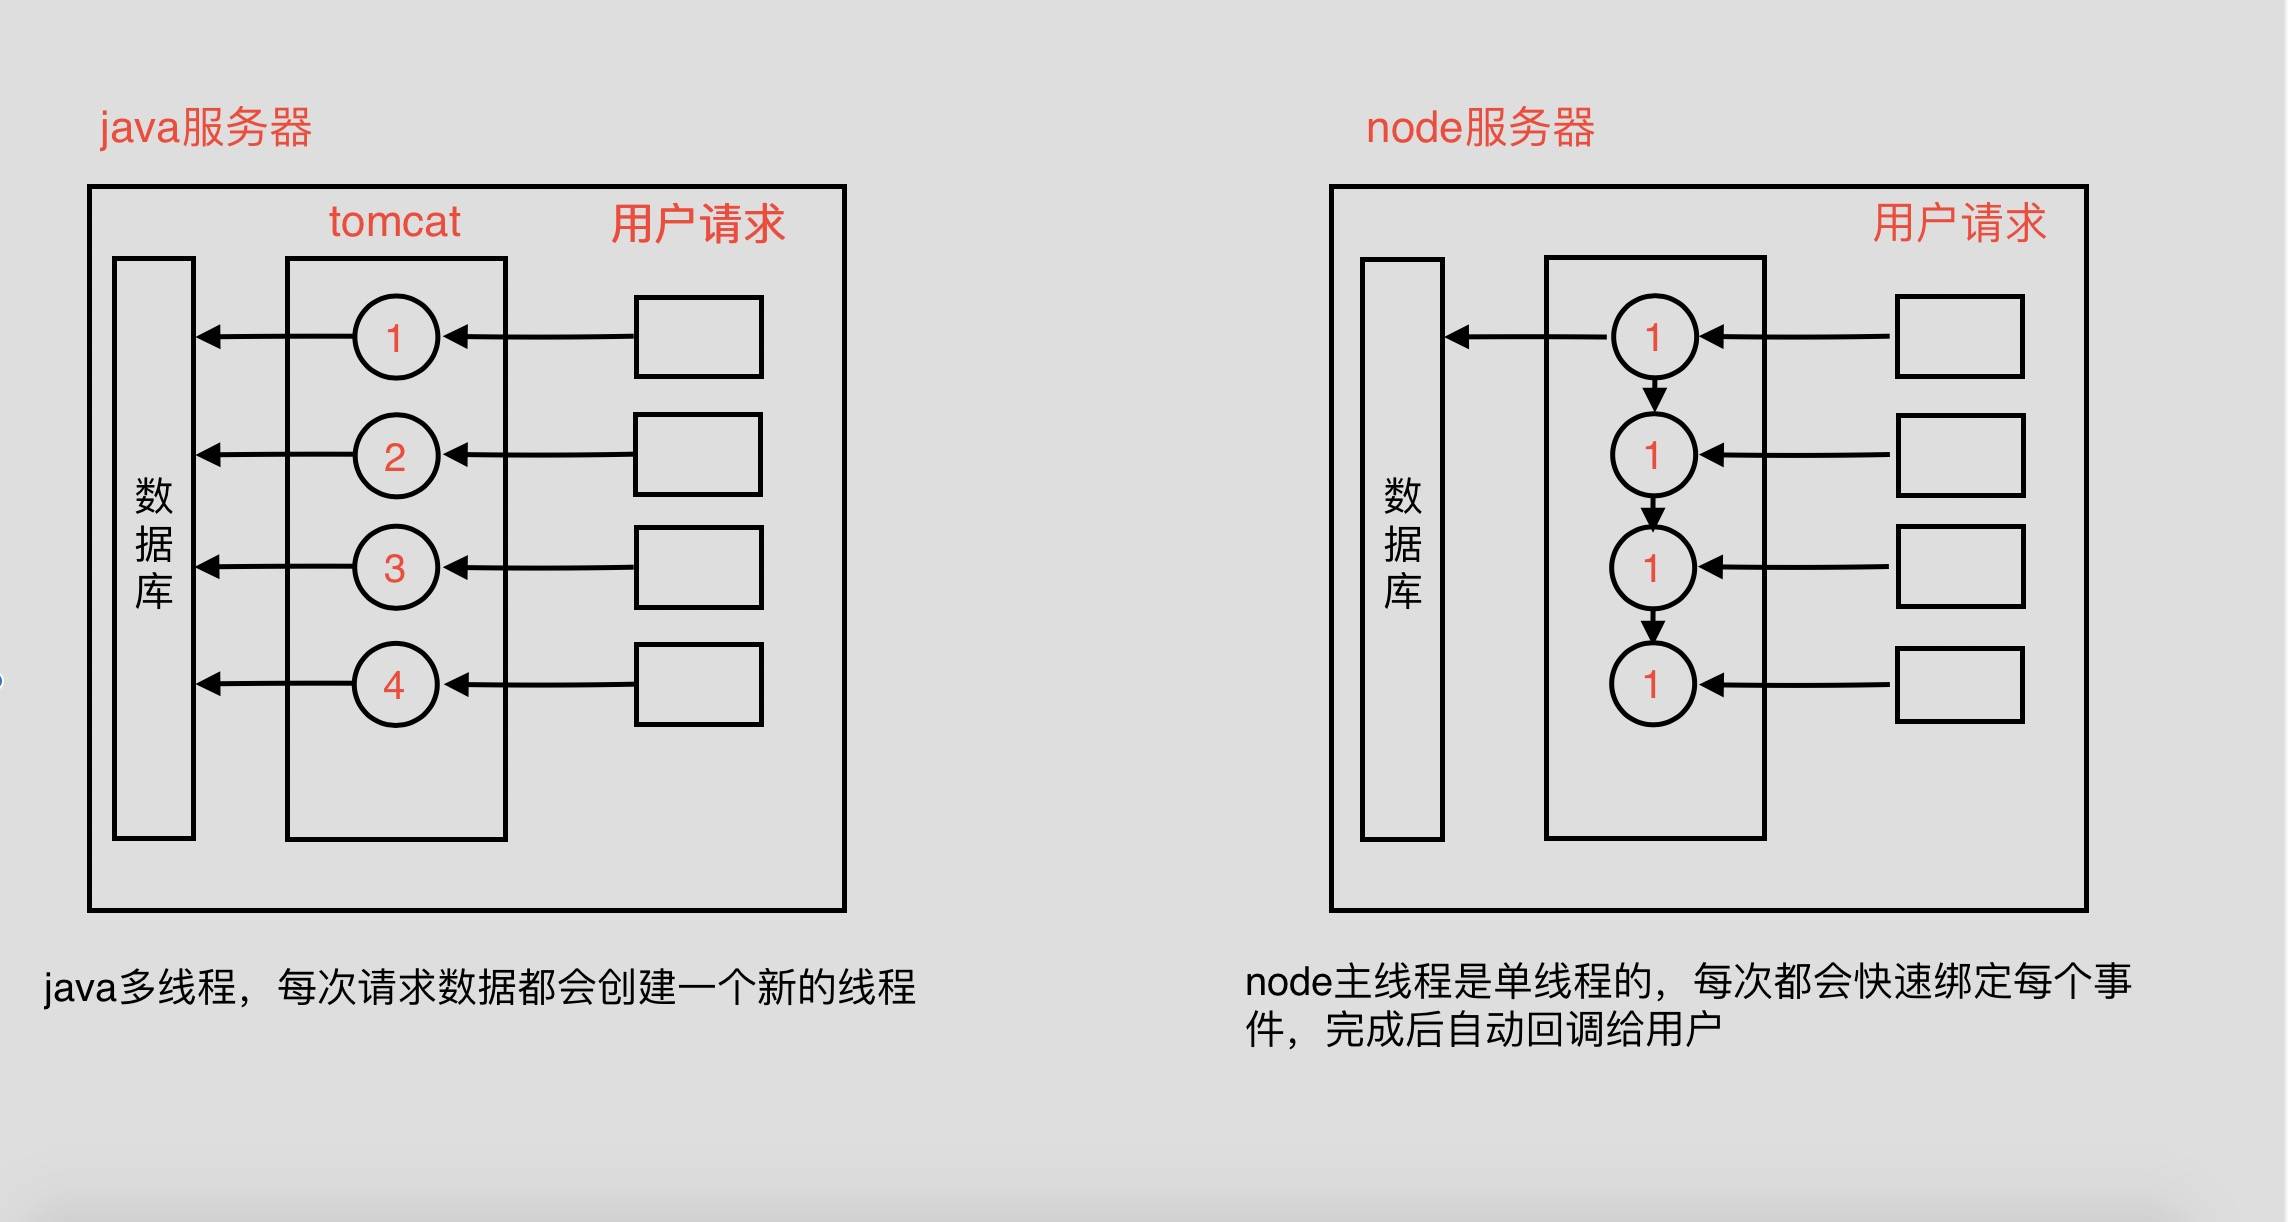 java服务器
tomcat
用户请求
1
2
3
4
数
据
库
java多线程，每次请求数据都会创建一个新的线程
node服务器
用户请求
1
1
1
1
数
据
库
node主线程是单线程的，每次都会快速绑定每个事
件，完成后自动回调给用户